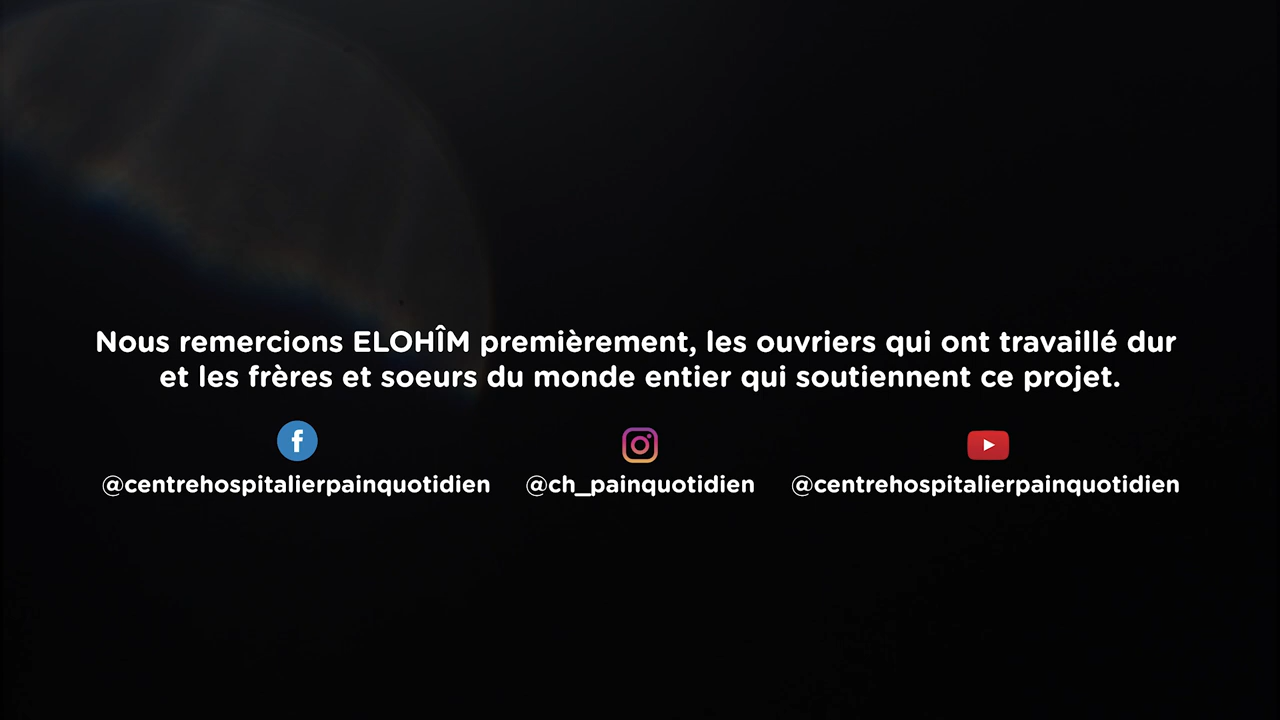 Nous remercions ELOHÎM premièrement, les ouvriers qui ont travaillé dur
et les frères et soeurs du monde entier qui soutiennent ce projet.
@centrehospitalierpainquotidien @ch_painquotidien @centrehospitalierpainquotidien